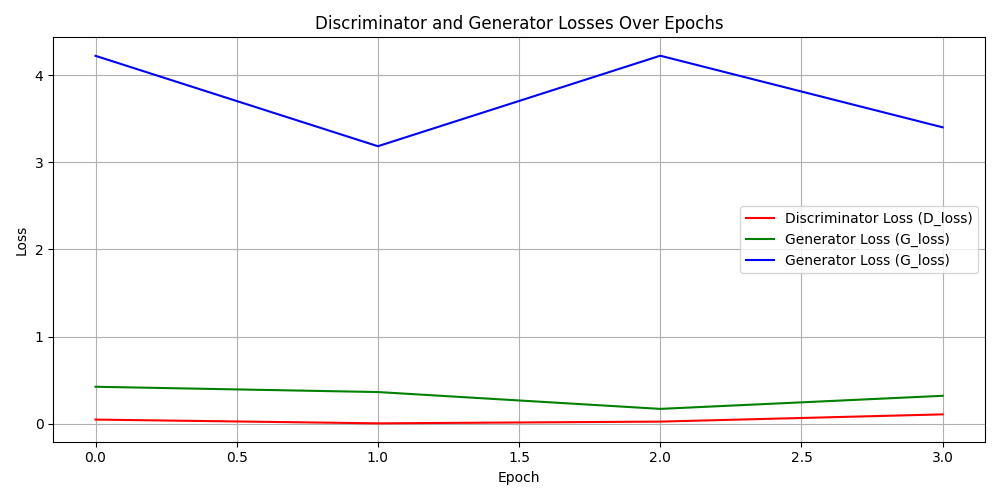 Discriminator and Generator Losses Over Epochs
Loss
4
3
2
1
0
Discriminator Loss (D_loss)
Generator Loss (G_loss)
Generator Loss (G_loss)
0.0 0.5 1.0 1.5 2.0 2.5 3.0
Epoch